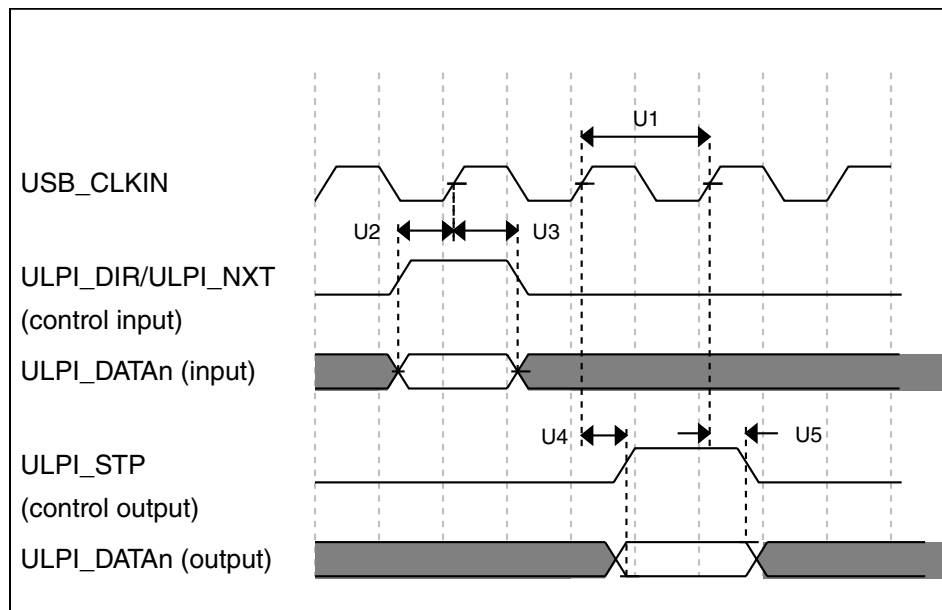 U1
USB_CLKIN
U2
U3
ULPI_DIR/ULPI_NXT
(control input)
ULPI_DATAn (input)
U4
U5
ULPI_STP
(control output)
ULPI_DATAn (output)